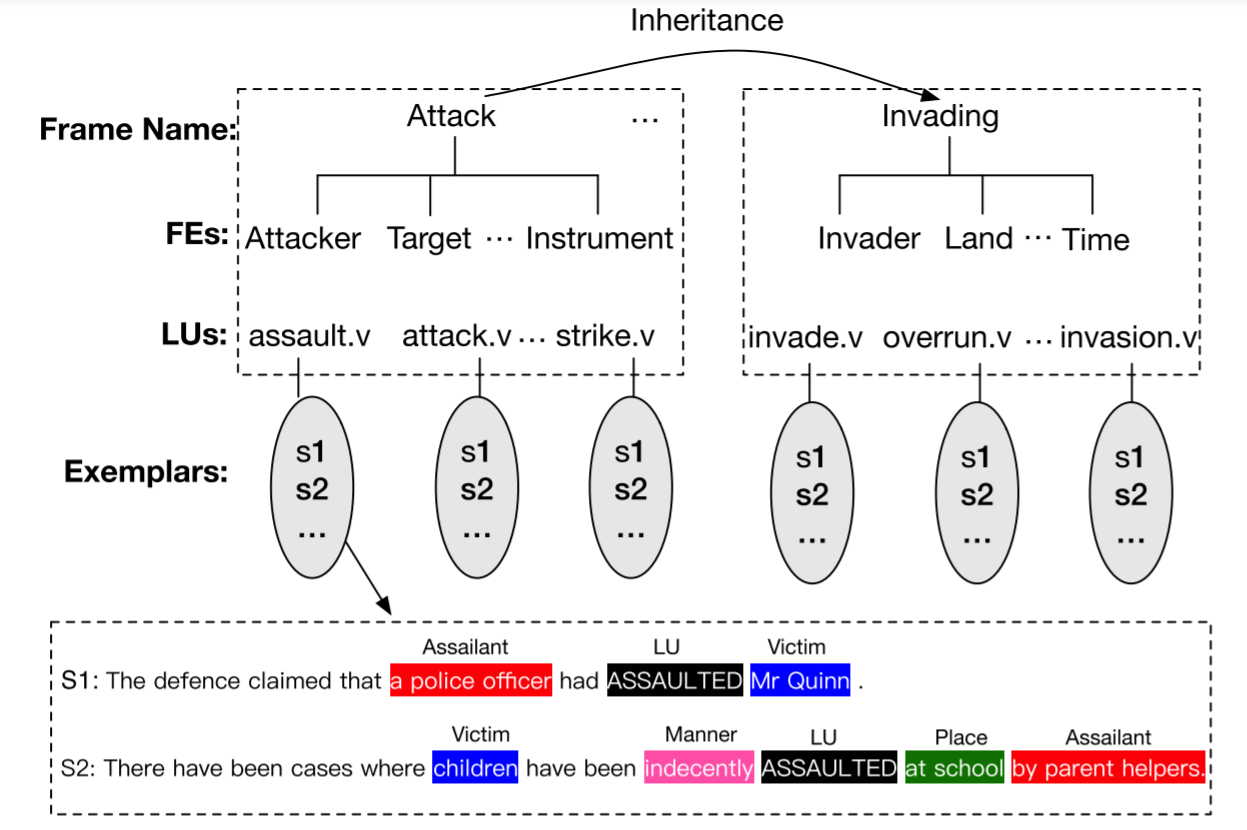 Inheritance
Frame Name: Attack ... Invading
FEs: Attacker Target ... Instrument Invader Land ... Time
LUs: assault.v attack.v ... strike.v invade.v overrun.v ... invasion.v
Exemplars:
s1 s1 s1 s1 s1 s1
s2 s2 s2 s2 s2 s2
... ... ... ... ... ...
Assailant LU Victim
S1: The defence claimed that a police officer had ASSAULTED Mr Quinn .
Victim Manner LU Place Assailant
S2: There have been cases where children have been indecently ASSAULTED at school by parent helpers.